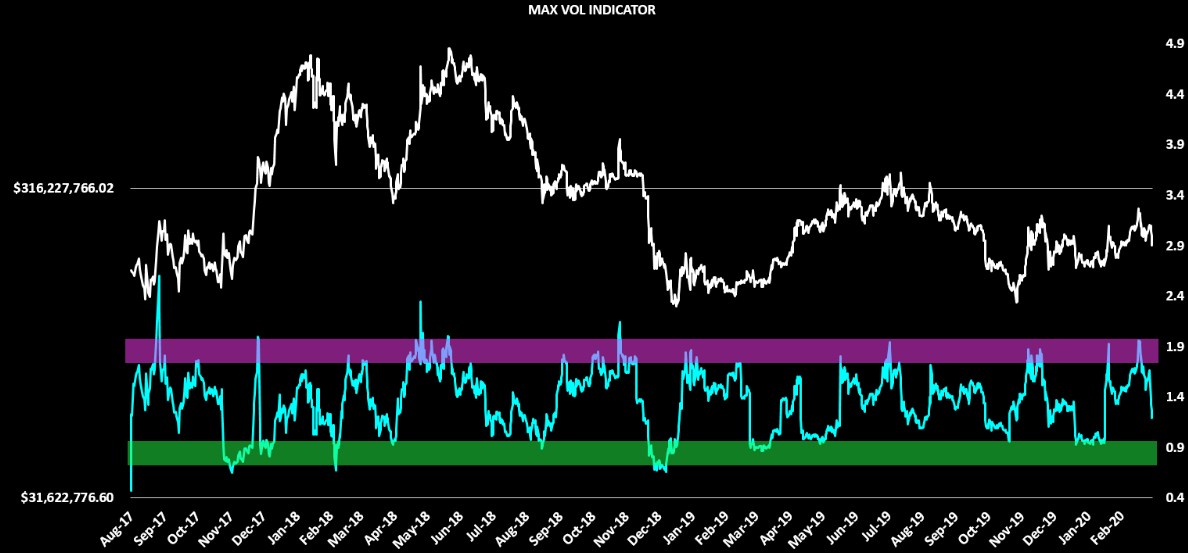 MAX VOL INDICATOR
4.9
4.4
3.9
$316,227,766.02
3.4
2.9
2.4
1.9
1.4
0.9
$31,622,776.60
0.4
Aug-17
Sep-17
Oct-17
Nov-17
Dec-17
Jan-18
Feb-18
Mar-18
Apr-18
May-18
Jun-18
Jul-18
Aug-18
Sep-18
Oct-18
Nov-18
Dec-18
Jan-19
Feb-19
Mar-19
Apr-19
May-19
Jun-19
Jul-19
Aug-19
Sep-19
Oct-19
Nov-19
Dec-19
Jan-20
Feb-20